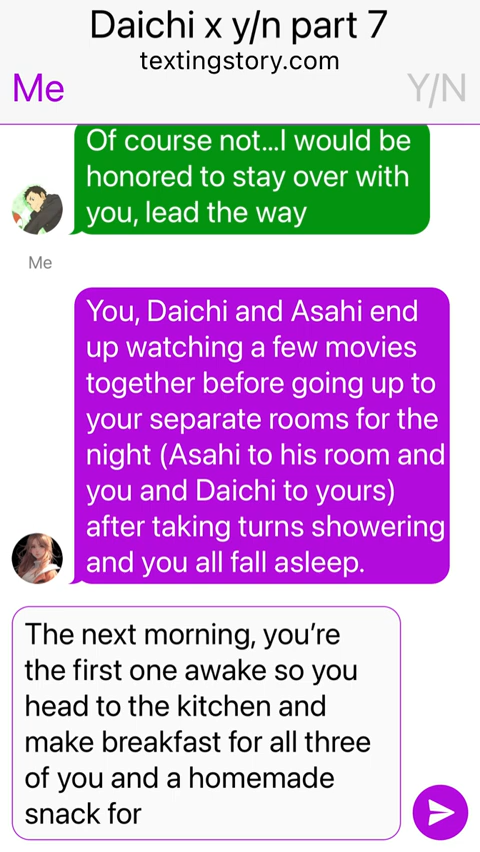 Daichi x y/n part 7
textingstory.com
Me
Y/N
Of course not...I would be
honored to stay over with
you, lead the way
Me
You, Daichi and Asahi end
up watching a few movies
together before going up to
your separate rooms for the
night (Asahi to his room and
you and Daichi to yours)
after taking turns showering
and you all fall asleep.
The next morning, you’re
the first one awake so you
head to the kitchen and
make breakfast for all three
of you and a homemade
snack for